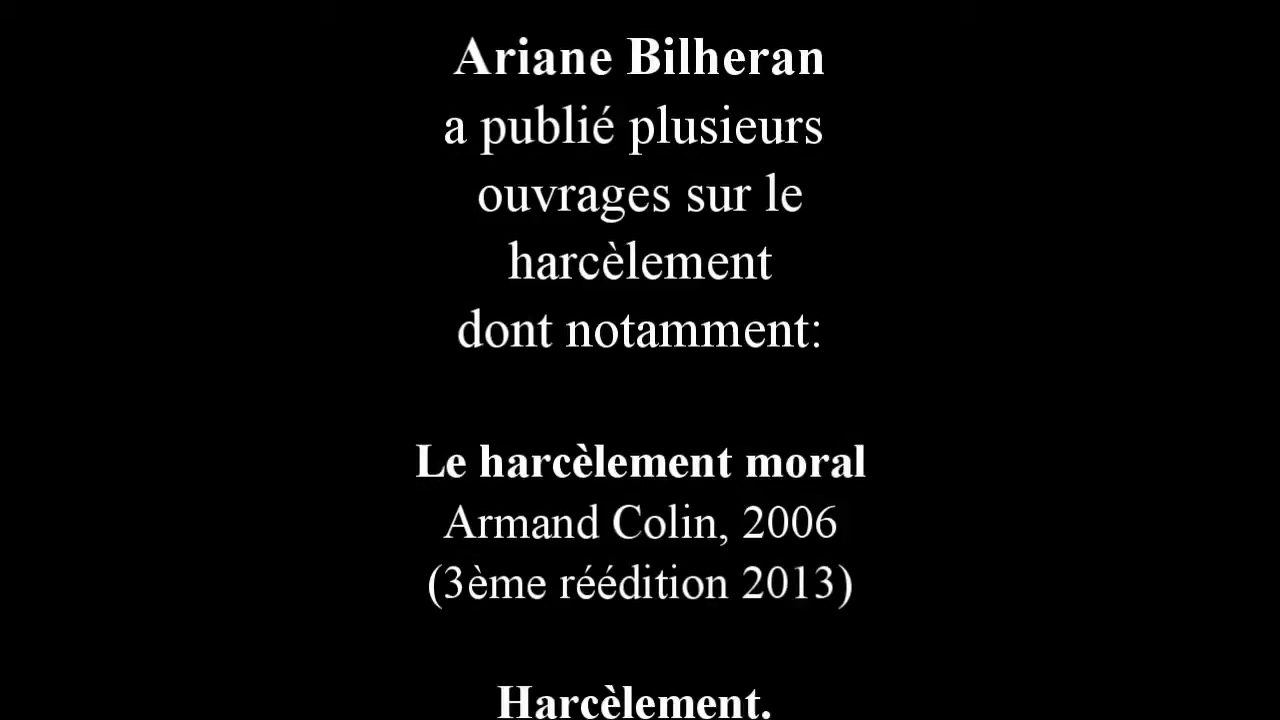 Ariane Bilheran
a publié plusieurs
ouvrages sur le
harcèlement
dont notamment:
Le harcèlement moral
Armand Colin, 2006
(3ème réédition 2013)
Harcèlement.